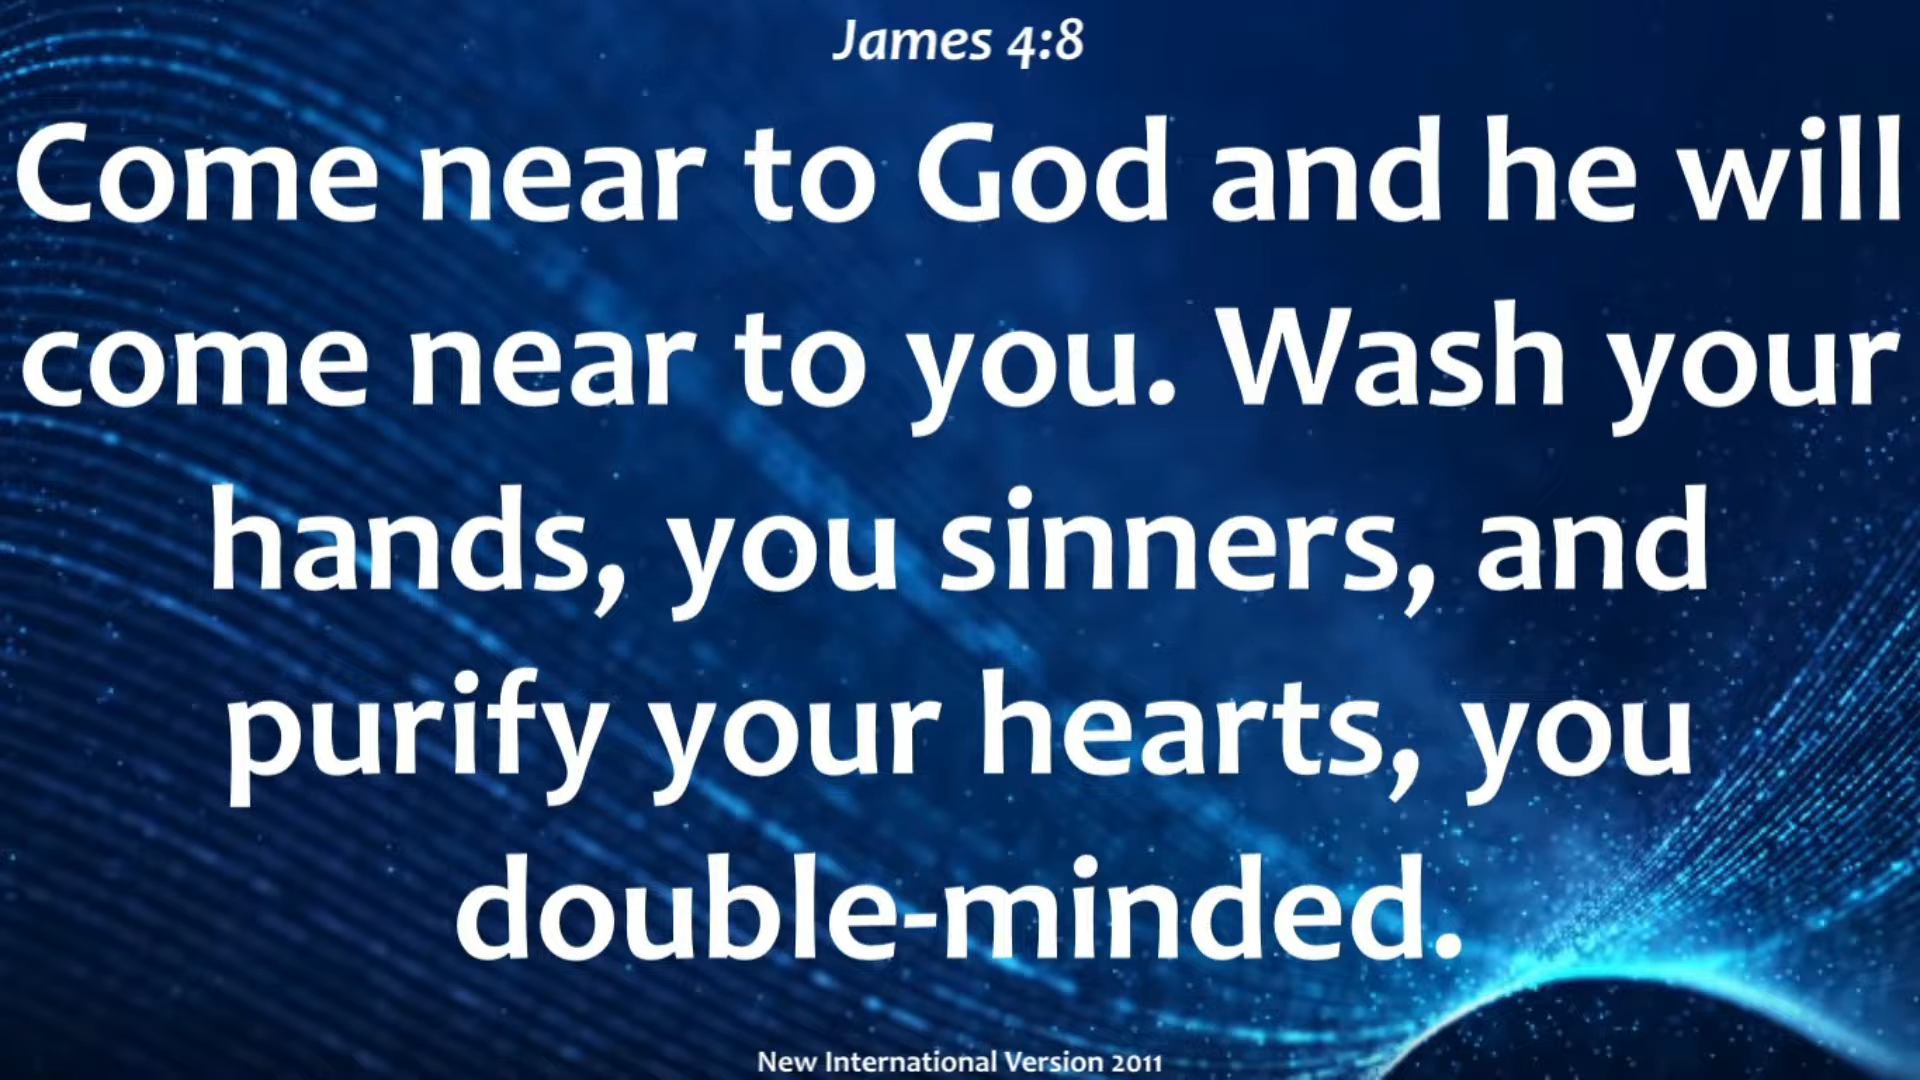 James 4:8
Come near to God and he will
come near to you. Wash your
hands, you sinners, and
purify your hearts, you
double-minded.
New International Version 2011